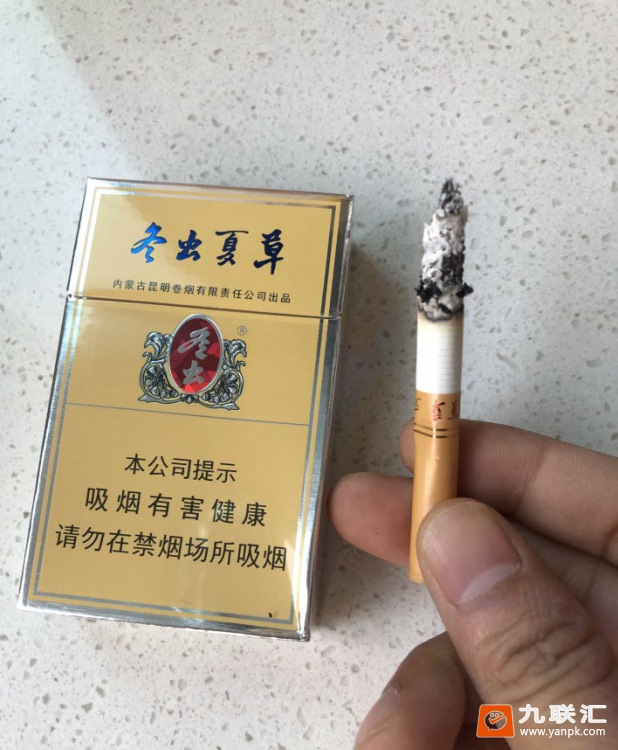 冬虫夏草
内蒙古昆明卷烟有限责任公司出品
®
冬虫
本公司提示
吸烟有害健康
请勿在禁烟场所吸烟
九联汇
www.yanpk.com